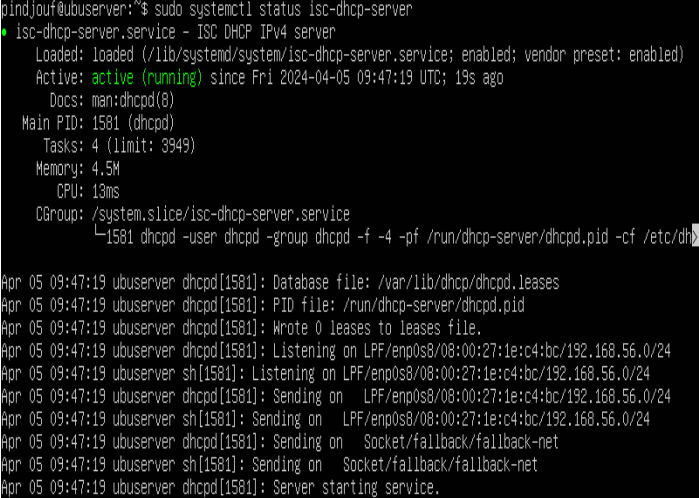 pindjouf@ubuserver:~$ sudo systemctl status isc-dhcp-server
● isc-dhcp-server.service - ISC DHCP IPv4 server
Loaded: loaded (/lib/systemd/system/isc-dhcp-server.service; enabled; vendor preset: enabled)
Active: active (running) since Fri 2024-04-05 09:47:19 UTC; 19s ago
Docs: man:dhcpd(8)
Main PID: 1581 (dhcpd)
Tasks: 4 (limit: 3949)
Memory: 4.5M
CPU: 13ms
CGroup: /system.slice/isc-dhcp-server.service
└─1581 dhcpd -user dhcpd -group dhcpd -f -4 -pf /run/dhcp-server/dhcpd.pid -cf /etc/dh>
Apr 05 09:47:19 ubuserver dhcpd[1581]: Database file: /var/lib/dhcp/dhcpd.leases
Apr 05 09:47:19 ubuserver dhcpd[1581]: PID file: /run/dhcp-server/dhcpd.pid
Apr 05 09:47:19 ubuserver dhcpd[1581]: Wrote 0 leases to leases file.
Apr 05 09:47:19 ubuserver dhcpd[1581]: Listening on LPF/enp0s8/08:00:27:1e:c4:bc/192.168.56.0/24
Apr 05 09:47:19 ubuserver sh[1581]: Listening on LPF/enp0s8/08:00:27:1e:c4:bc/192.168.56.0/24
Apr 05 09:47:19 ubuserver dhcpd[1581]: Sending on   LPF/enp0s8/08:00:27:1e:c4:bc/192.168.56.0/24
Apr 05 09:47:19 ubuserver sh[1581]: Sending on   LPF/enp0s8/08:00:27:1e:c4:bc/192.168.56.0/24
Apr 05 09:47:19 ubuserver dhcpd[1581]: Sending on   Socket/fallback/fallback-net
Apr 05 09:47:19 ubuserver sh[1581]: Sending on   Socket/fallback/fallback-net
Apr 05 09:47:19 ubuserver dhcpd[1581]: Server starting service.